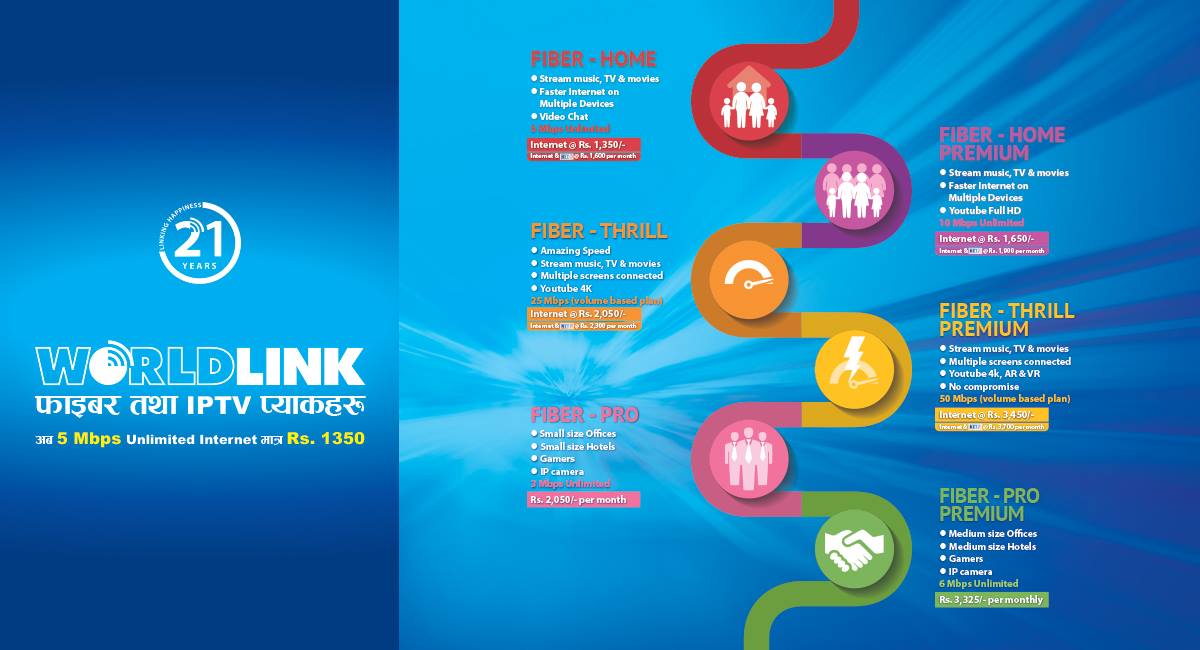 LINKING HAPPINESS
21
YEARS
WORLDLINK
फाइबर तथा IPTV प्याकहरू
अब 5 Mbps Unlimited Internet मात्र Rs. 1350
FIBER - HOME
Stream music, TV & movies
Faster Internet on
Multiple Devices
Video Chat
5 Mbps Unlimited
Internet @ Rs. 1,350/-
Internet & @ Rs. 1,600 per month
FIBER - HOME
PREMIUM
Stream music, TV & movies
Faster Internet on
Multiple Devices
Youtube Full HD
10 Mbps Unlimited
Internet @ Rs. 1,650/-
Internet & @ Rs. 1,900 per month
FIBER - THRILL
Amazing Speed
Stream music, TV & movies
Multiple screens connected
Youtube 4K
25 Mbps (volume based plan)
Internet @ Rs. 2,050/-
Internet & @ Rs. 2,300 per month
FIBER - THRILL
PREMIUM
Stream music, TV & movies
Multiple screens connected
Youtube 4k, AR & VR
No compromise
50 Mbps (volume based plan)
Internet @ Rs. 3,450/-
Internet & @ Rs. 3,700 per month
FIBER - PRO
Small size Offices
Small size Hotels
Gamers
IP camera
3 Mbps Unlimited
Rs. 2,050/- per month
FIBER - PRO
PREMIUM
Medium size Offices
Medium size Hotels
Gamers
IP camera
6 Mbps Unlimited
Rs. 3,325/- per monthly